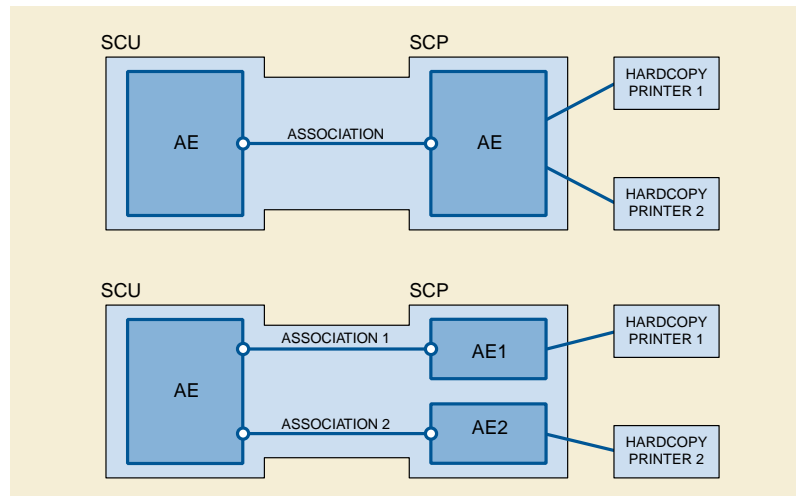 SCU
SCP
HARDCOPY
PRINTER 1
AE
ASSOCIATION
AE
HARDCOPY
PRINTER 2
SCU
SCP
HARDCOPY
PRINTER 1
ASSOCIATION 1
AE1
AE
ASSOCIATION 2
AE2
HARDCOPY
PRINTER 2